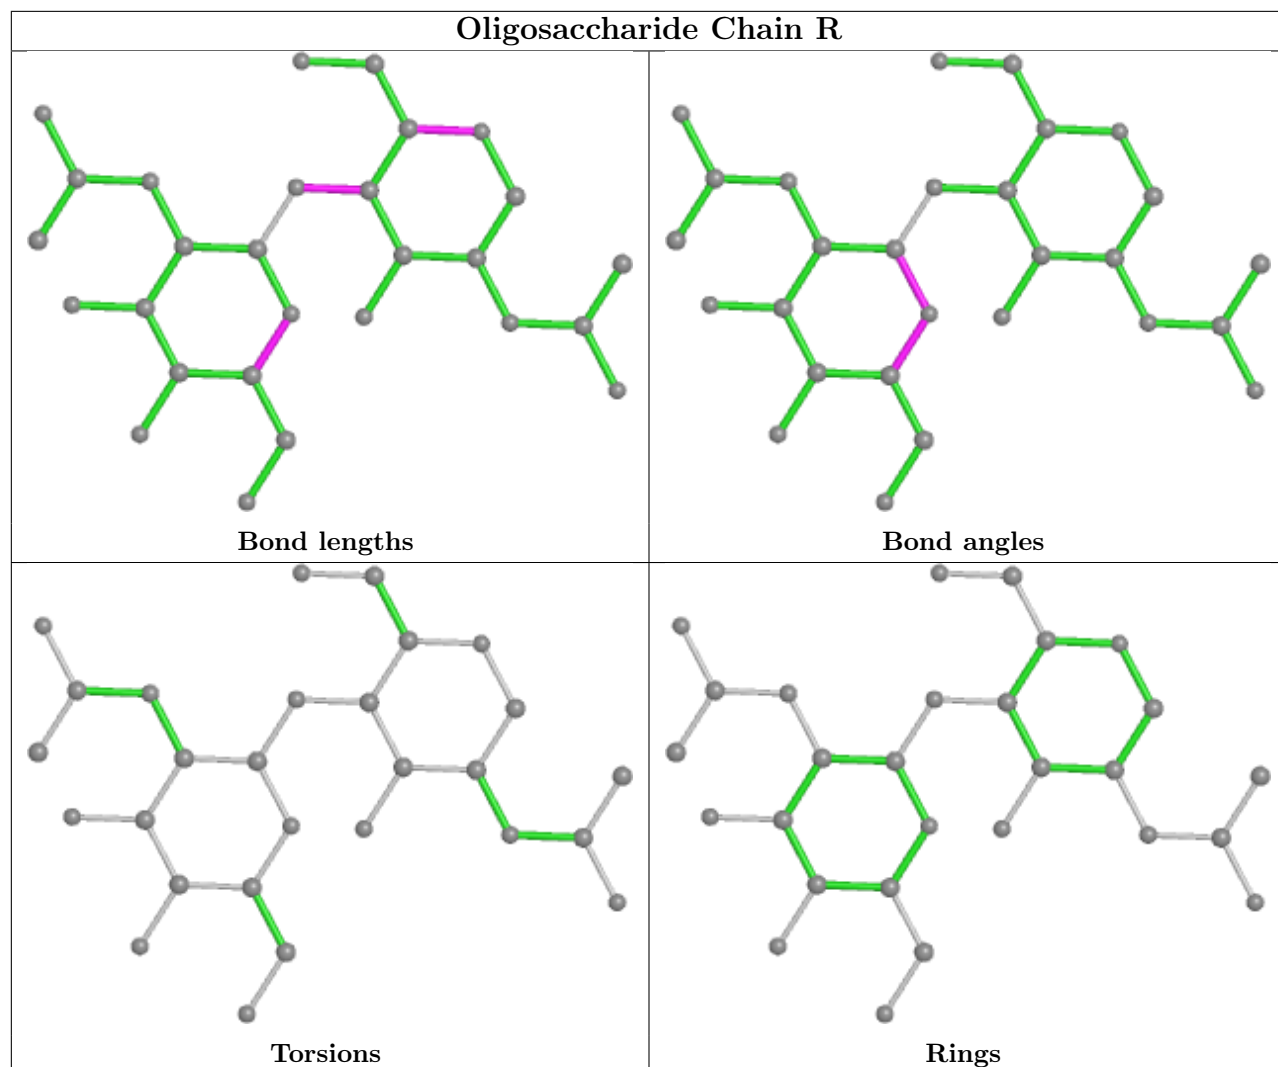 Oligosaccharide Chain R
Bond lengths
Bond angles
Torsions
Rings